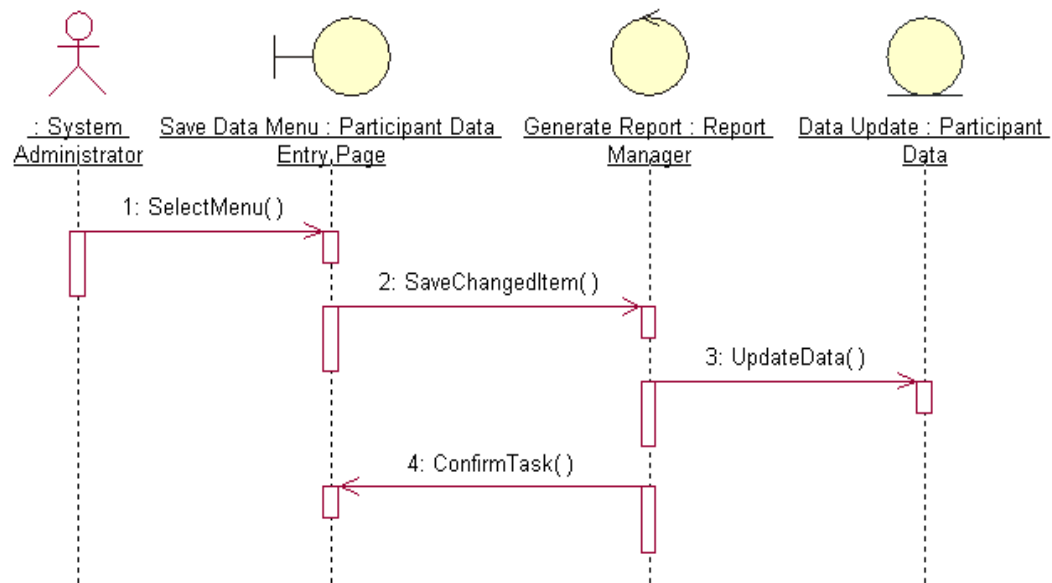 : System
Administrator
Save Data Menu : Participant Data
Entry Page
Generate Report : Report
Manager
Data Update : Participant
Data
1: SelectMenu( )
2: SaveChangedItem( )
3: UpdateData( )
4: ConfirmTask( )